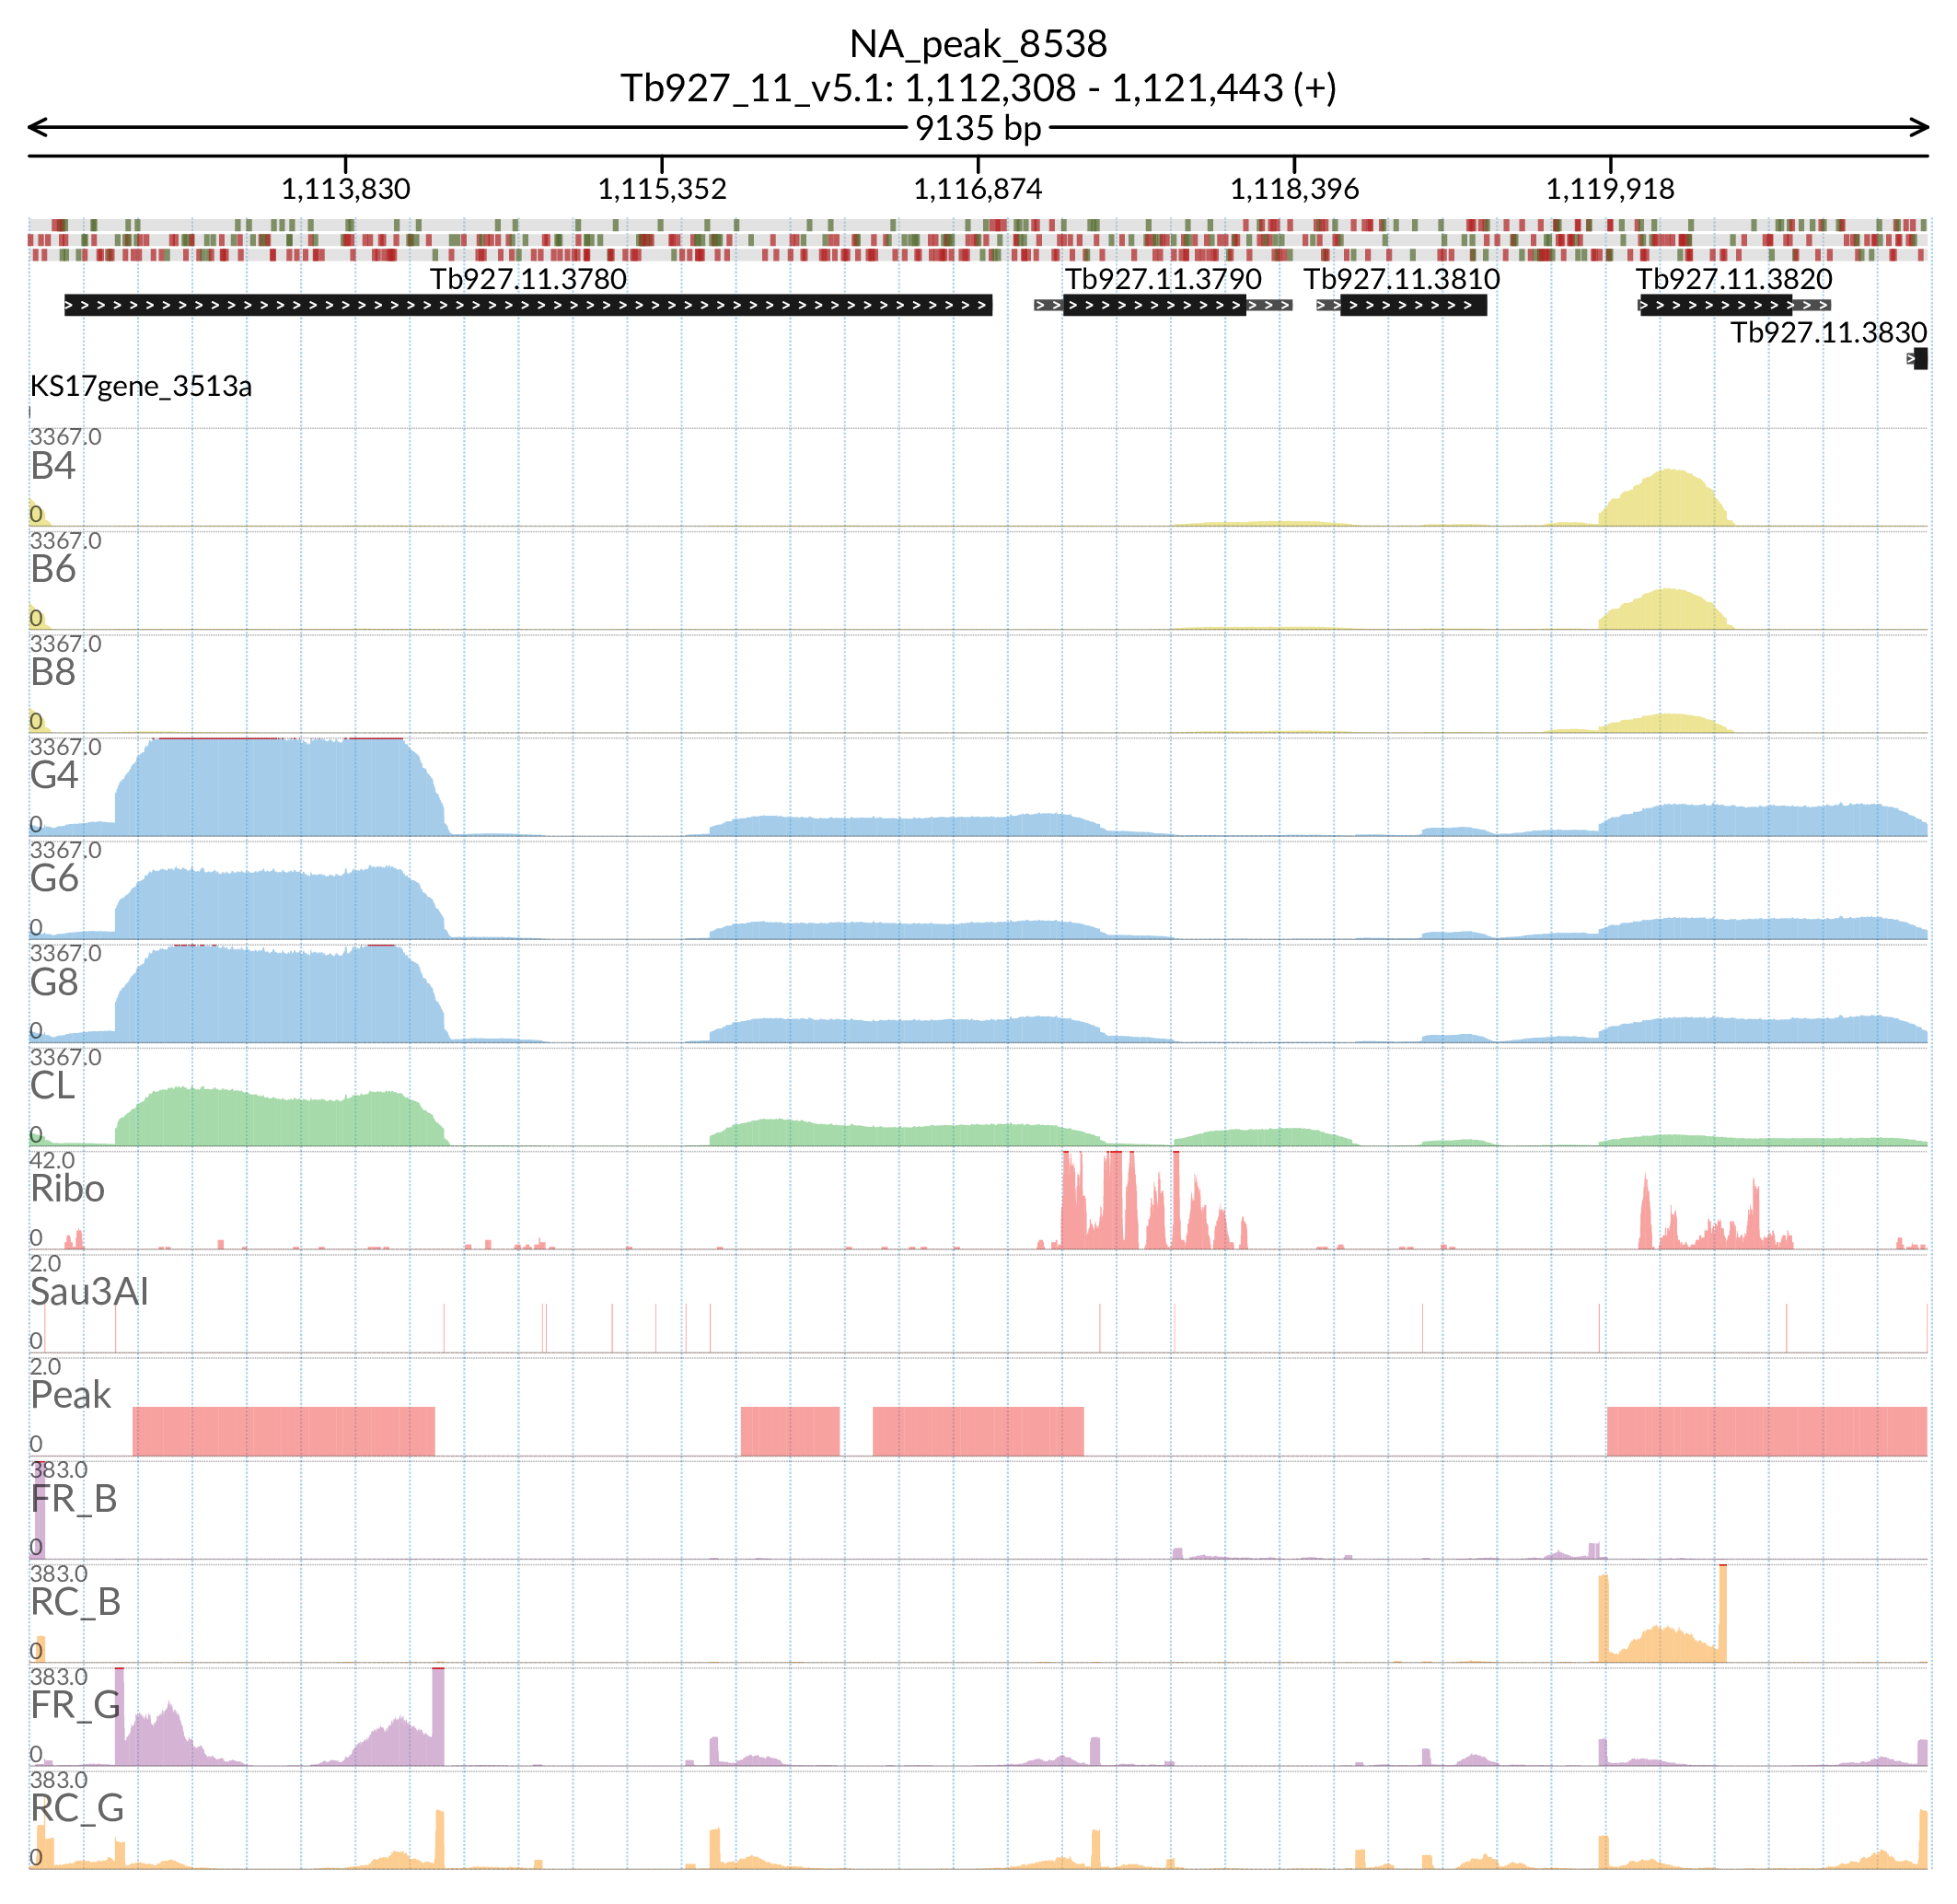 NA_peak_8538
Tb927_11_v5.1: 1,112,308 - 1,121,443 (+)
9135 bp
1,113,830 1,115,352 1,116,874 1,118,396 1,119,918
Tb927.11.3780 Tb927.11.3790 Tb927.11.3810 Tb927.11.3820
Tb927.11.3830
KS17gene_3513a
3367.0
B4
0
3367.0
B6
0
3367.0
B8
0
3367.0
G4
0
3367.0
G6
0
3367.0
G8
0
3367.0
CL
0
42.0
Ribo
0
2.0
Sau3AI
0
2.0
Peak
0
383.0
FR_B
0
383.0
RC_B
0
383.0
FR_G
0
383.0
RC_G
0